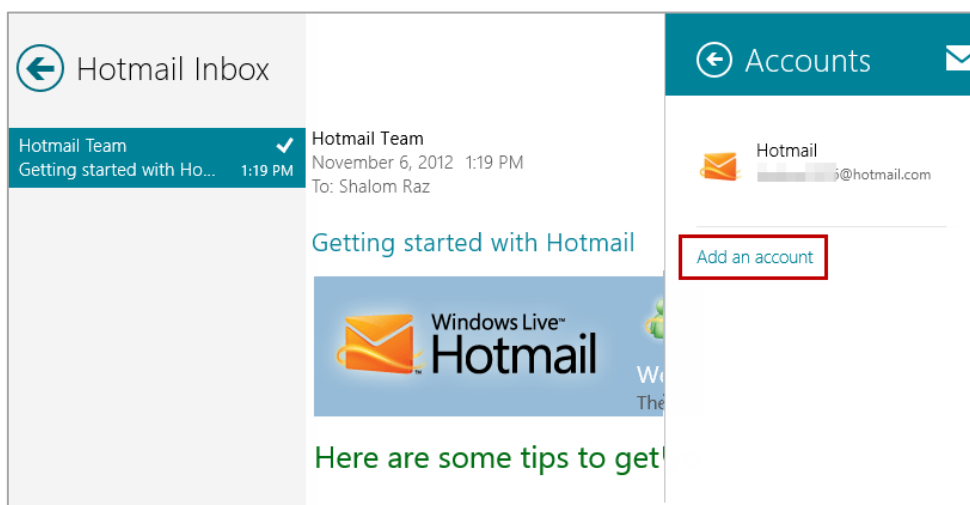 Hotmail Inbox
Hotmail Team
Getting started with Ho... 1:19 PM
Hotmail Team
November 6, 2012 1:19 PM
To: Shalom Raz
Getting started with Hotmail
Windows Live™
Hotmail
The
Here are some tips to get
Accounts
Hotmail
@hotmail.com
Add an account